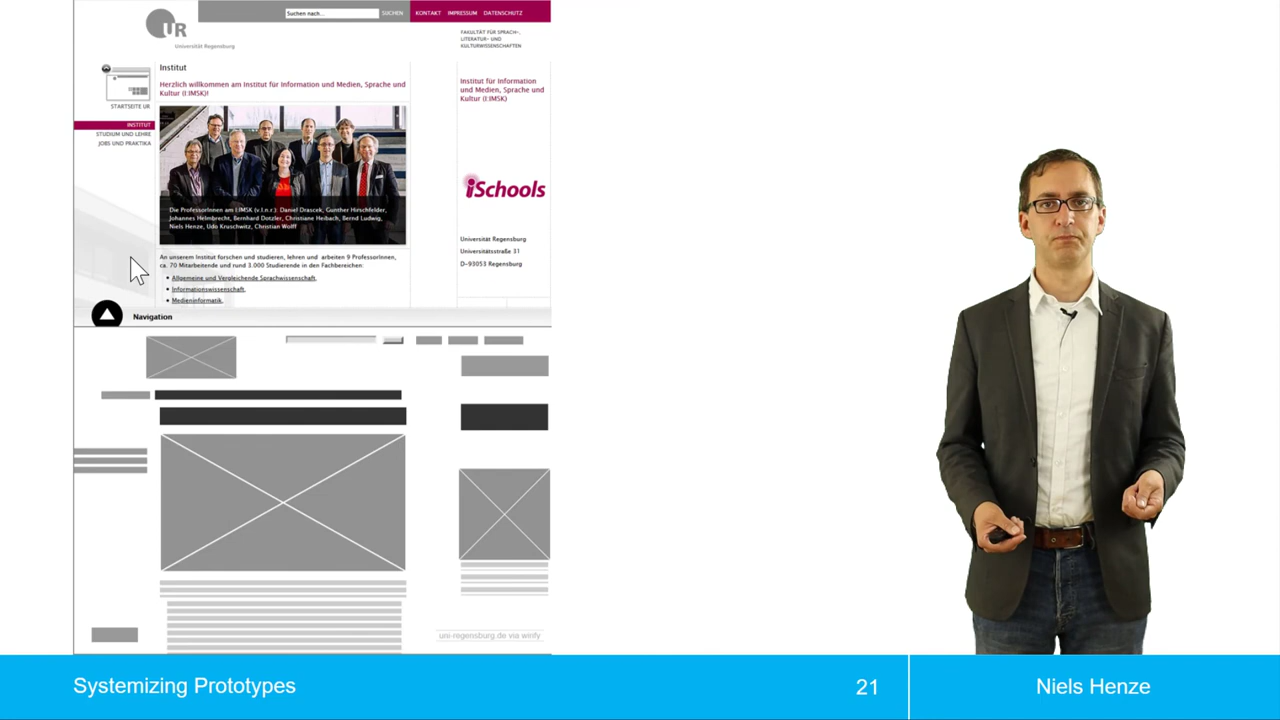 Suchen nach...
SUCHEN
KONTAKT IMPRESSUM DATENSCHUTZ
UR
Universität Regensburg
FAKULTÄT FÜR SPRACH-,
LITERATUR- UND
KULTURWISSENSCHAFTEN
STARTSEITE UR
INSTITUT
STUDIUM UND LEHRE
JOBS UND PRAKTIKA
Institut
Herzlich willkommen am Institut für Information und Medien, Sprache und
Kultur (I:IMSK)!
Die ProfessorInnen am I:IMSK (v.l.n.r.): Daniel Drascek, Gunther Hirschfelder,
Johannes Helmbrecht, Bernhard Dotzler, Christiane Heibach, Bernd Ludwig,
Niels Henze, Udo Kruschwitz, Christian Wolff
An unserem Institut forschen und studieren, lehren und arbeiten 9 ProfessorInnen,
ca. 70 Mitarbeitende und rund 3.000 Studierende in den Fachbereichen:
• Allgemeine und Vergleichende Sprachwissenschaft,
• Informationswissenschaft,
• Medieninformatik,
Institut für Information
und Medien, Sprache und
Kultur (I:IMSK)
iSchools
Universität Regensburg
Universitätsstraße 31
D-93053 Regensburg
Navigation
uni-regensburg.de via wirify
Systemizing Prototypes
21
Niels Henze